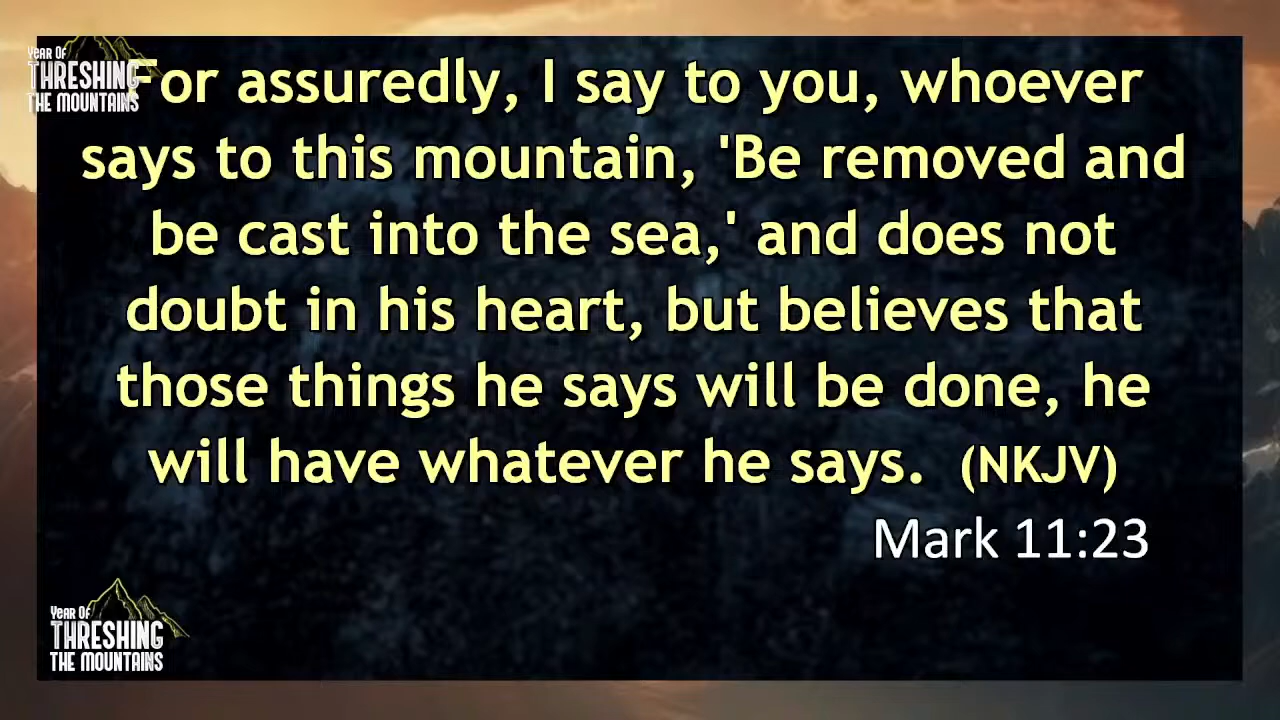 Year Of
THRESHING
THE MOUNTAINS
For assuredly, I say to you, whoever
says to this mountain, 'Be removed and
be cast into the sea,' and does not
doubt in his heart, but believes that
those things he says will be done, he
will have whatever he says. (NKJV)
Mark 11:23
Year Of
THRESHING
THE MOUNTAINS